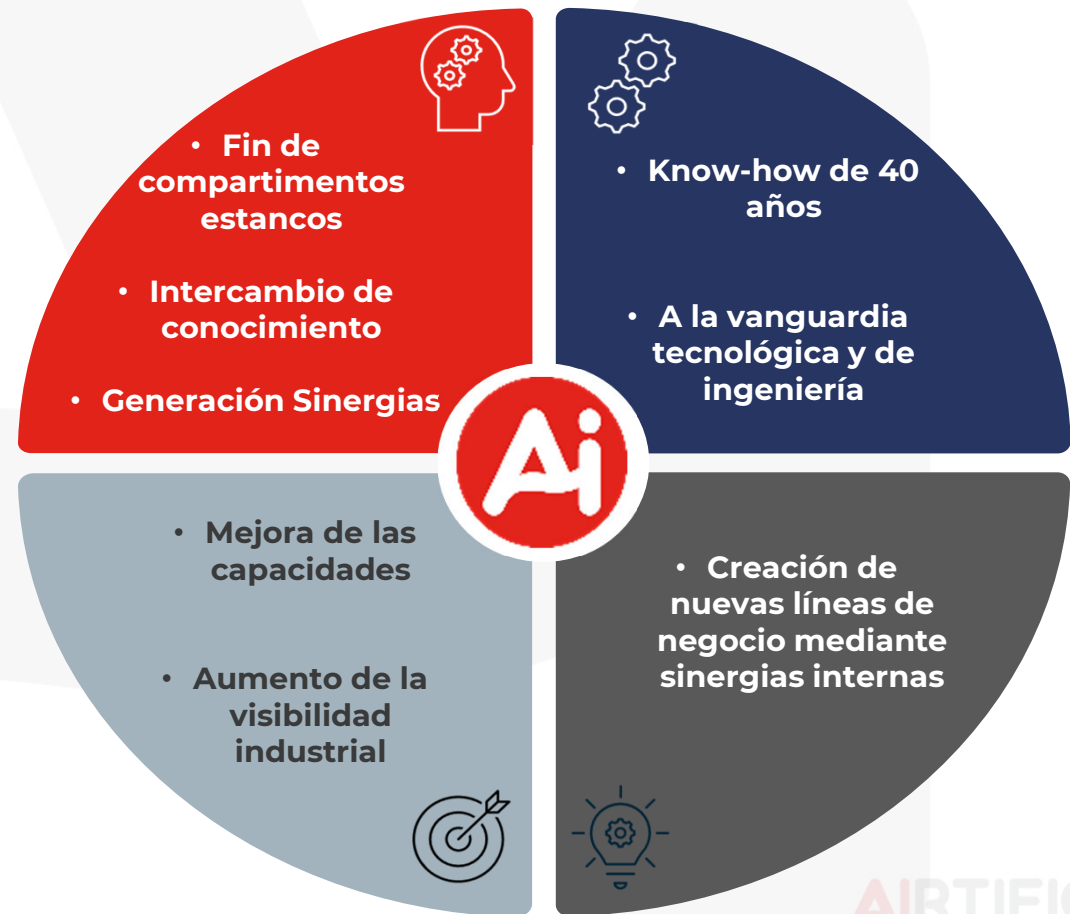 • Fin de
compartimentos
estancos
• Intercambio de
conocimiento
• Generación Sinergias
• Know-how de 40
años
• A la vanguardia
tecnológica y de
ingeniería
Ai
• Mejora de las
capacidades
• Aumento de la
visibilidad
industrial
• Creación de
nuevas líneas de
negocio mediante
sinergias internas
AIRTIFIC